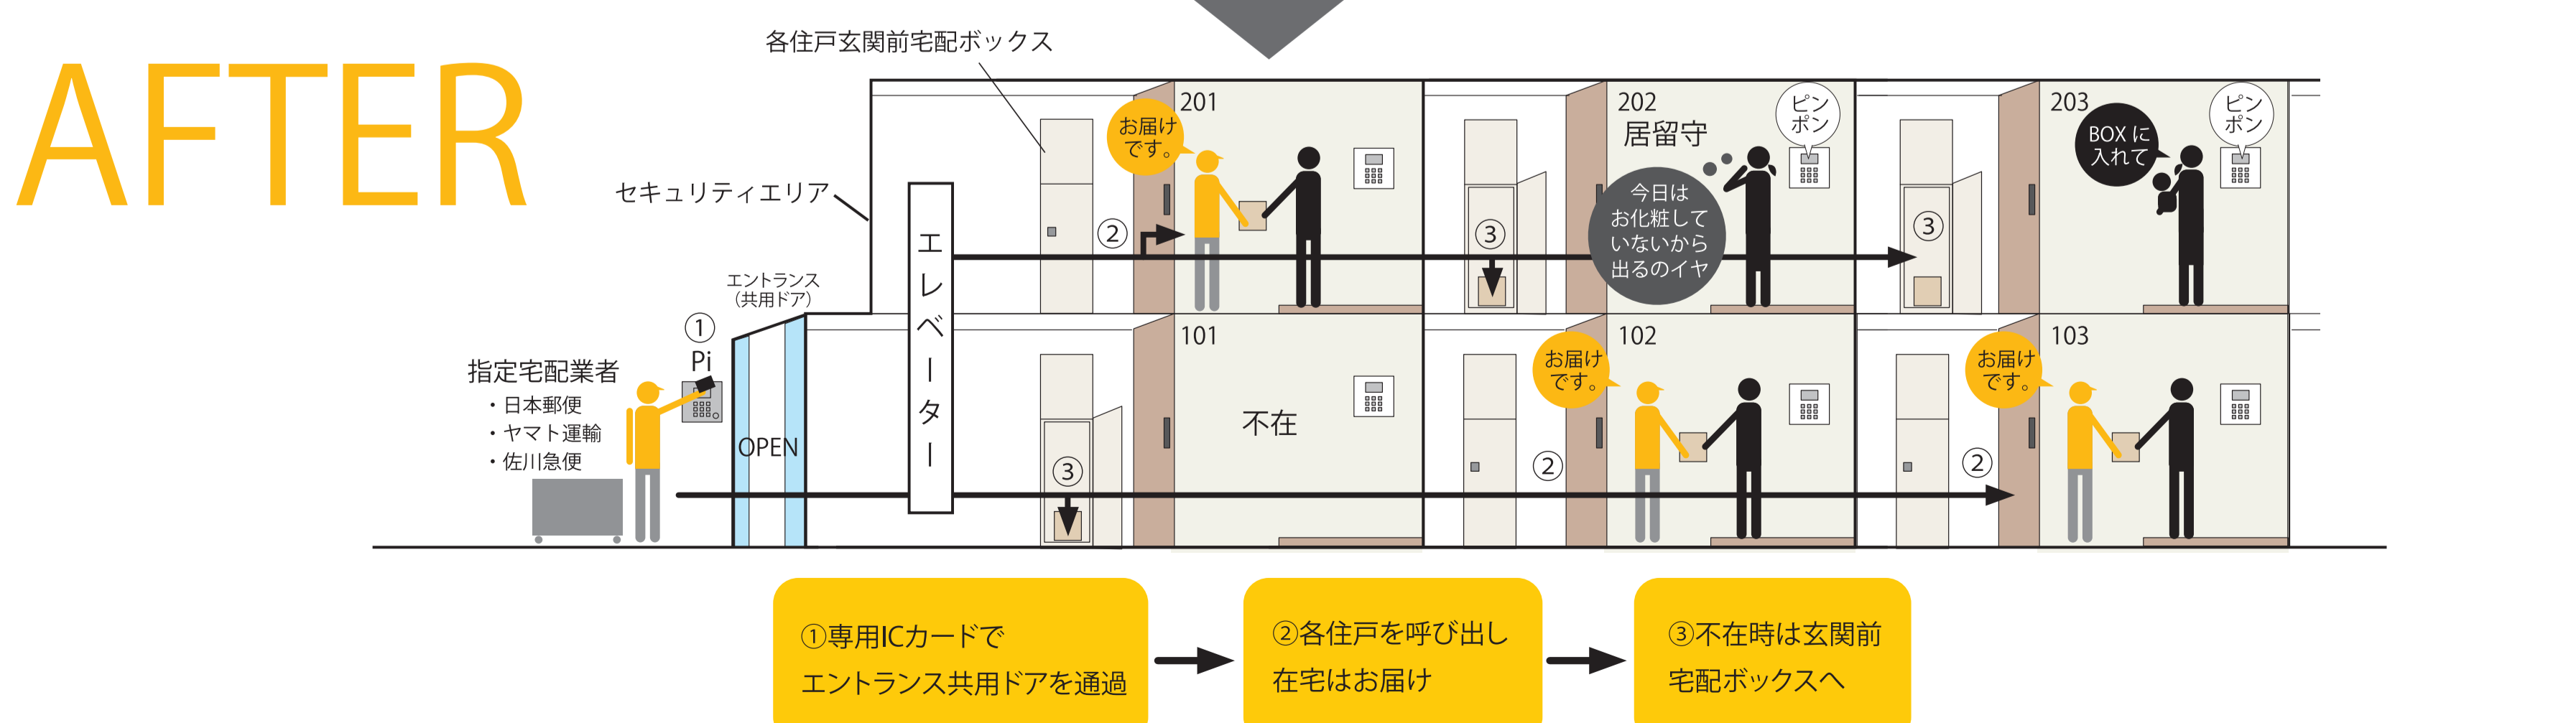 AFTER
各住戸玄関前宅配ボックス
セキュリティエリア
エントランス
（共用ドア）
エレベーター
①
Pi
指定宅配業者
・日本郵便
・ヤマト運輸
・佐川急便
OPEN
201
お届け
です。
②
202
居留守
ピン
ポン
今日は
お化粧して
いないから
出るのイヤ
③
203
BOXに
入れて
ピン
ポン
③
101
不在
③
102
お届け
です。
②
103
お届け
です。
②
①専用ICカードで
エントランス共用ドアを通過
②各住戸を呼び出し
在宅はお届け
③不在時は玄関前
宅配ボックスへ